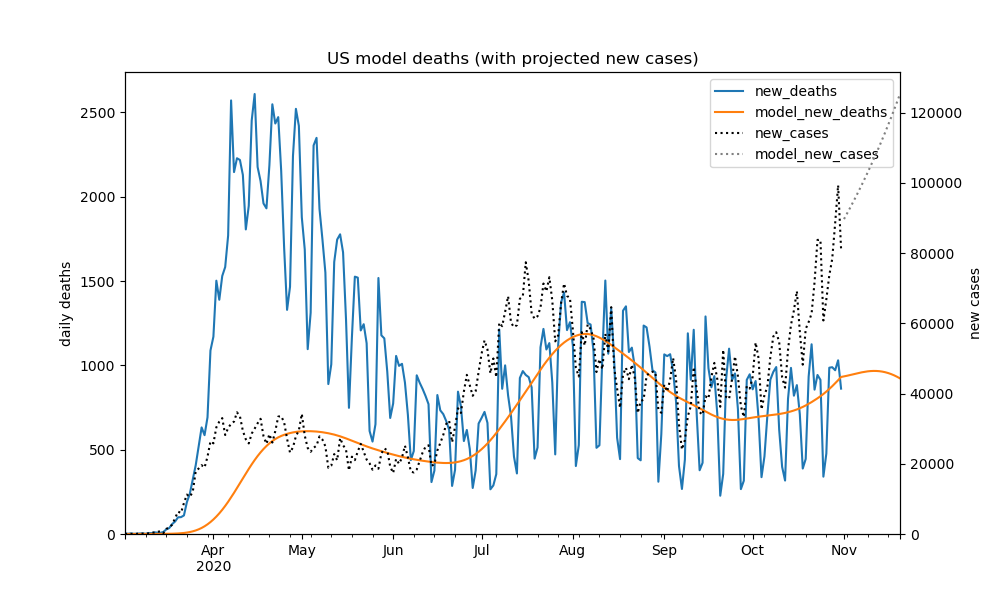 US model deaths (with projected new cases)
new_deaths
model_new_deaths
new_cases
model_new_cases
2500
2000
1500
1000
500
0
daily deaths
120000
100000
80000
60000
40000
20000
0
new cases
Apr May Jun Jul Aug Sep Oct Nov
2020